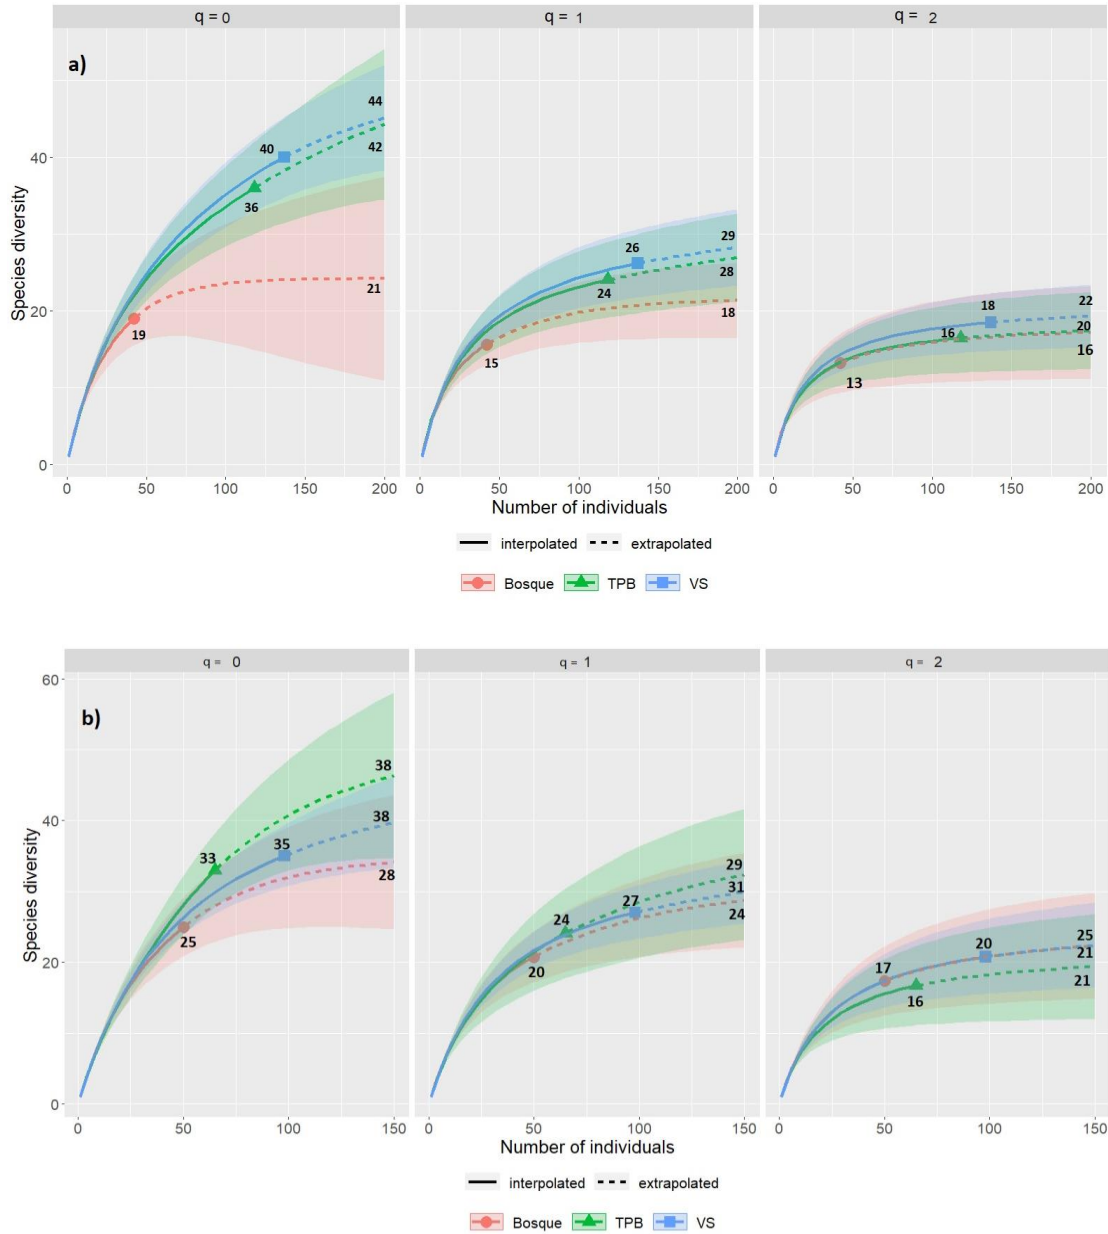 q = 0 q = 1 q = 2
a)
Species diversity
0 20 40
44
40
42
36
21
19
29
26
28
24
18
15
22
18
20
16
16
13
0 50 100 150 200 0 50 100 150 200 0 50 100 150 200
Number of individuals
interpolated extrapolated
Bosque TPB VS
q = 0 q = 1 q = 2
b)
Species diversity
0 20 40 60
38
38
35
33
28
25
29
31
27
24
24
20
25
20
21
17
21
16
0 50 100 150 0 50 100 150 0 50 100 150
Number of individuals
interpolated extrapolated
Bosque TPB VS